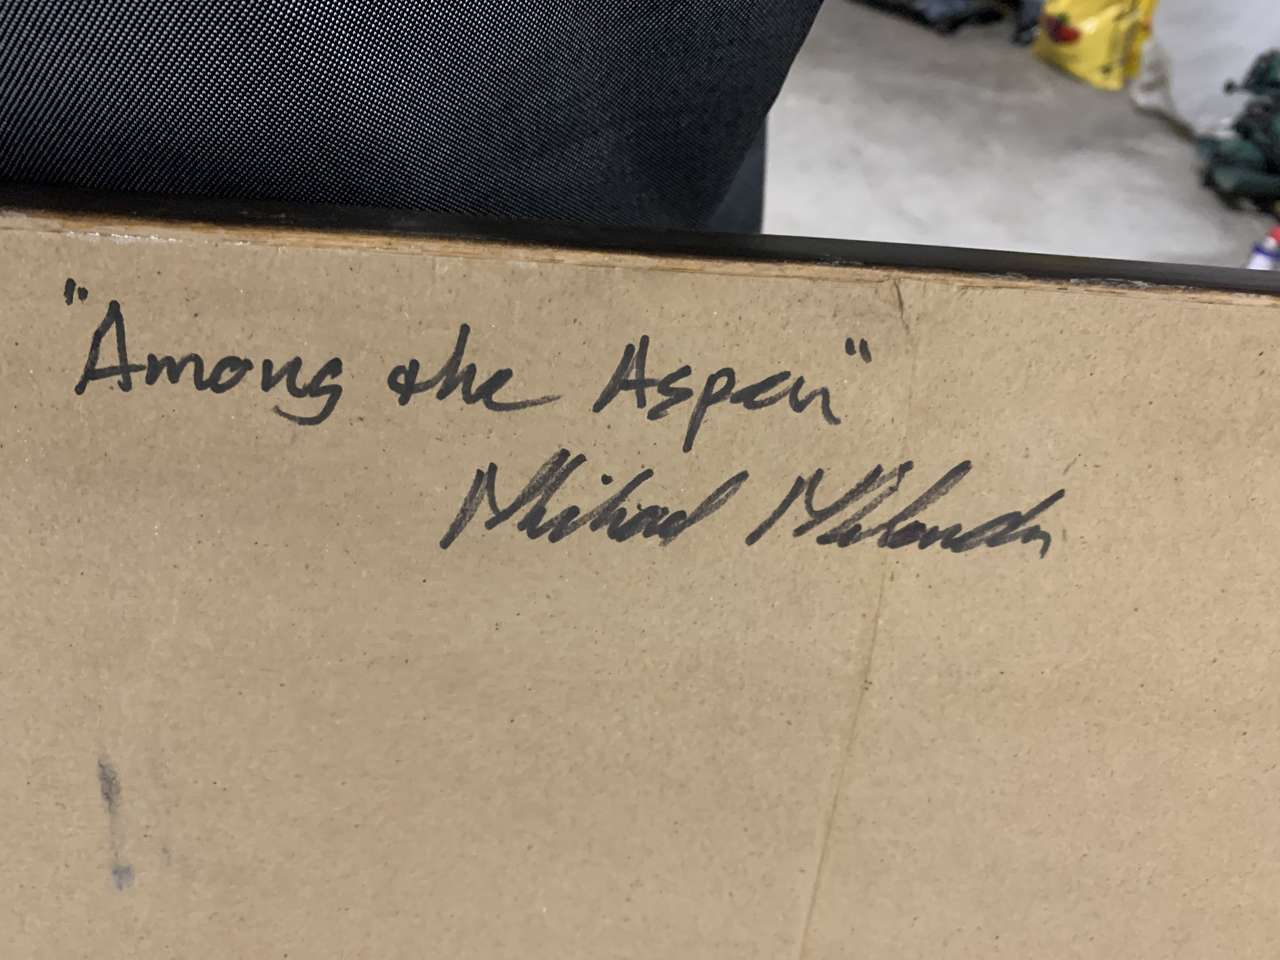 "Among the Aspen"
Michael